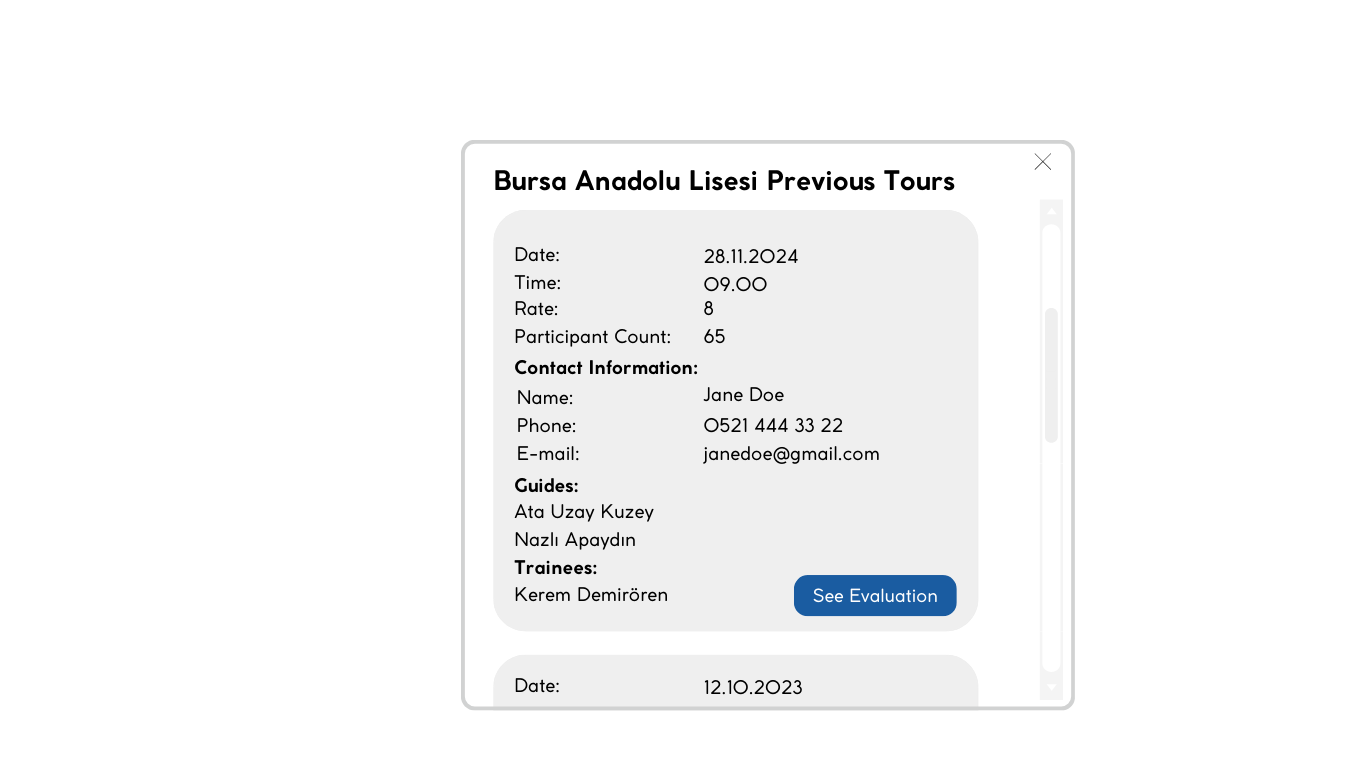 Bursa Anadolu Lisesi Previous Tours
Date: 28.11.2024
Time: 09.00
Rate: 8
Participant Count: 65
Contact Information:
Name: Jane Doe
Phone: 0521 444 33 22
E-mail: janedoe@gmail.com
Guides:
Ata Uzay Kuzey
Nazlı Apaydın
Trainees:
Kerem Demirören
See Evaluation
Date: 12.10.2023